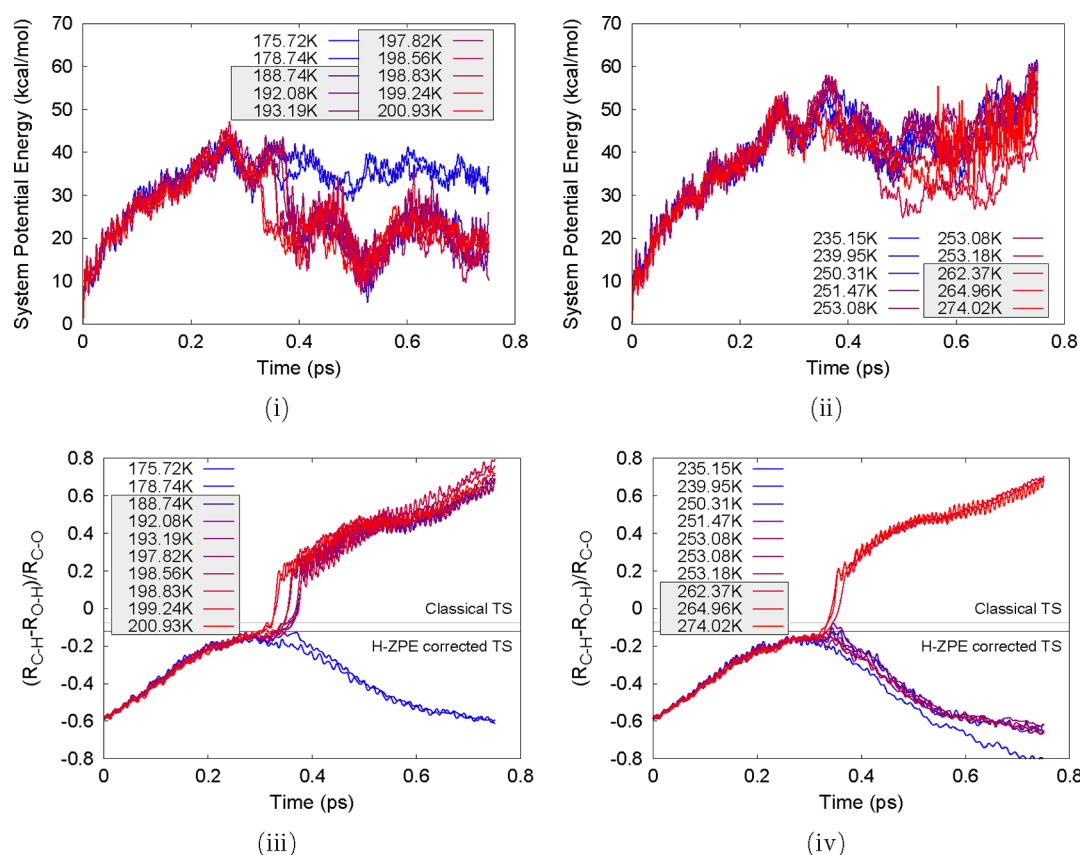 System Potential Energy (kcal/mol)
70
60
50
40
30
20
10
0
175.72K
178.74K
188.74K
192.08K
193.19K
197.82K
198.56K
198.83K
199.24K
200.93K
0 0.2 0.4 0.6 0.8
Time (ps)
(i)
System Potential Energy (kcal/mol)
70
60
50
40
30
20
10
0
235.15K
239.95K
250.31K
251.47K
253.08K
253.08K
253.18K
262.37K
264.96K
274.02K
0 0.2 0.4 0.6 0.8
Time (ps)
(ii)
(R_C-H-R_O-H)/R_C-O
0.8
0.6
0.4
0.2
0
-0.2
-0.4
-0.6
-0.8
175.72K
178.74K
188.74K
192.08K
193.19K
197.82K
198.56K
198.83K
199.24K
200.93K
Classical TS
H-ZPE corrected TS
0 0.2 0.4 0.6 0.8
Time (ps)
(iii)
(R_C-H-R_O-H)/R_C-O
0.8
0.6
0.4
0.2
0
-0.2
-0.4
-0.6
-0.8
235.15K
239.95K
250.31K
251.47K
253.08K
253.08K
253.18K
262.37K
264.96K
274.02K
Classical TS
H-ZPE corrected TS
0 0.2 0.4 0.6 0.8
Time (ps)
(iv)